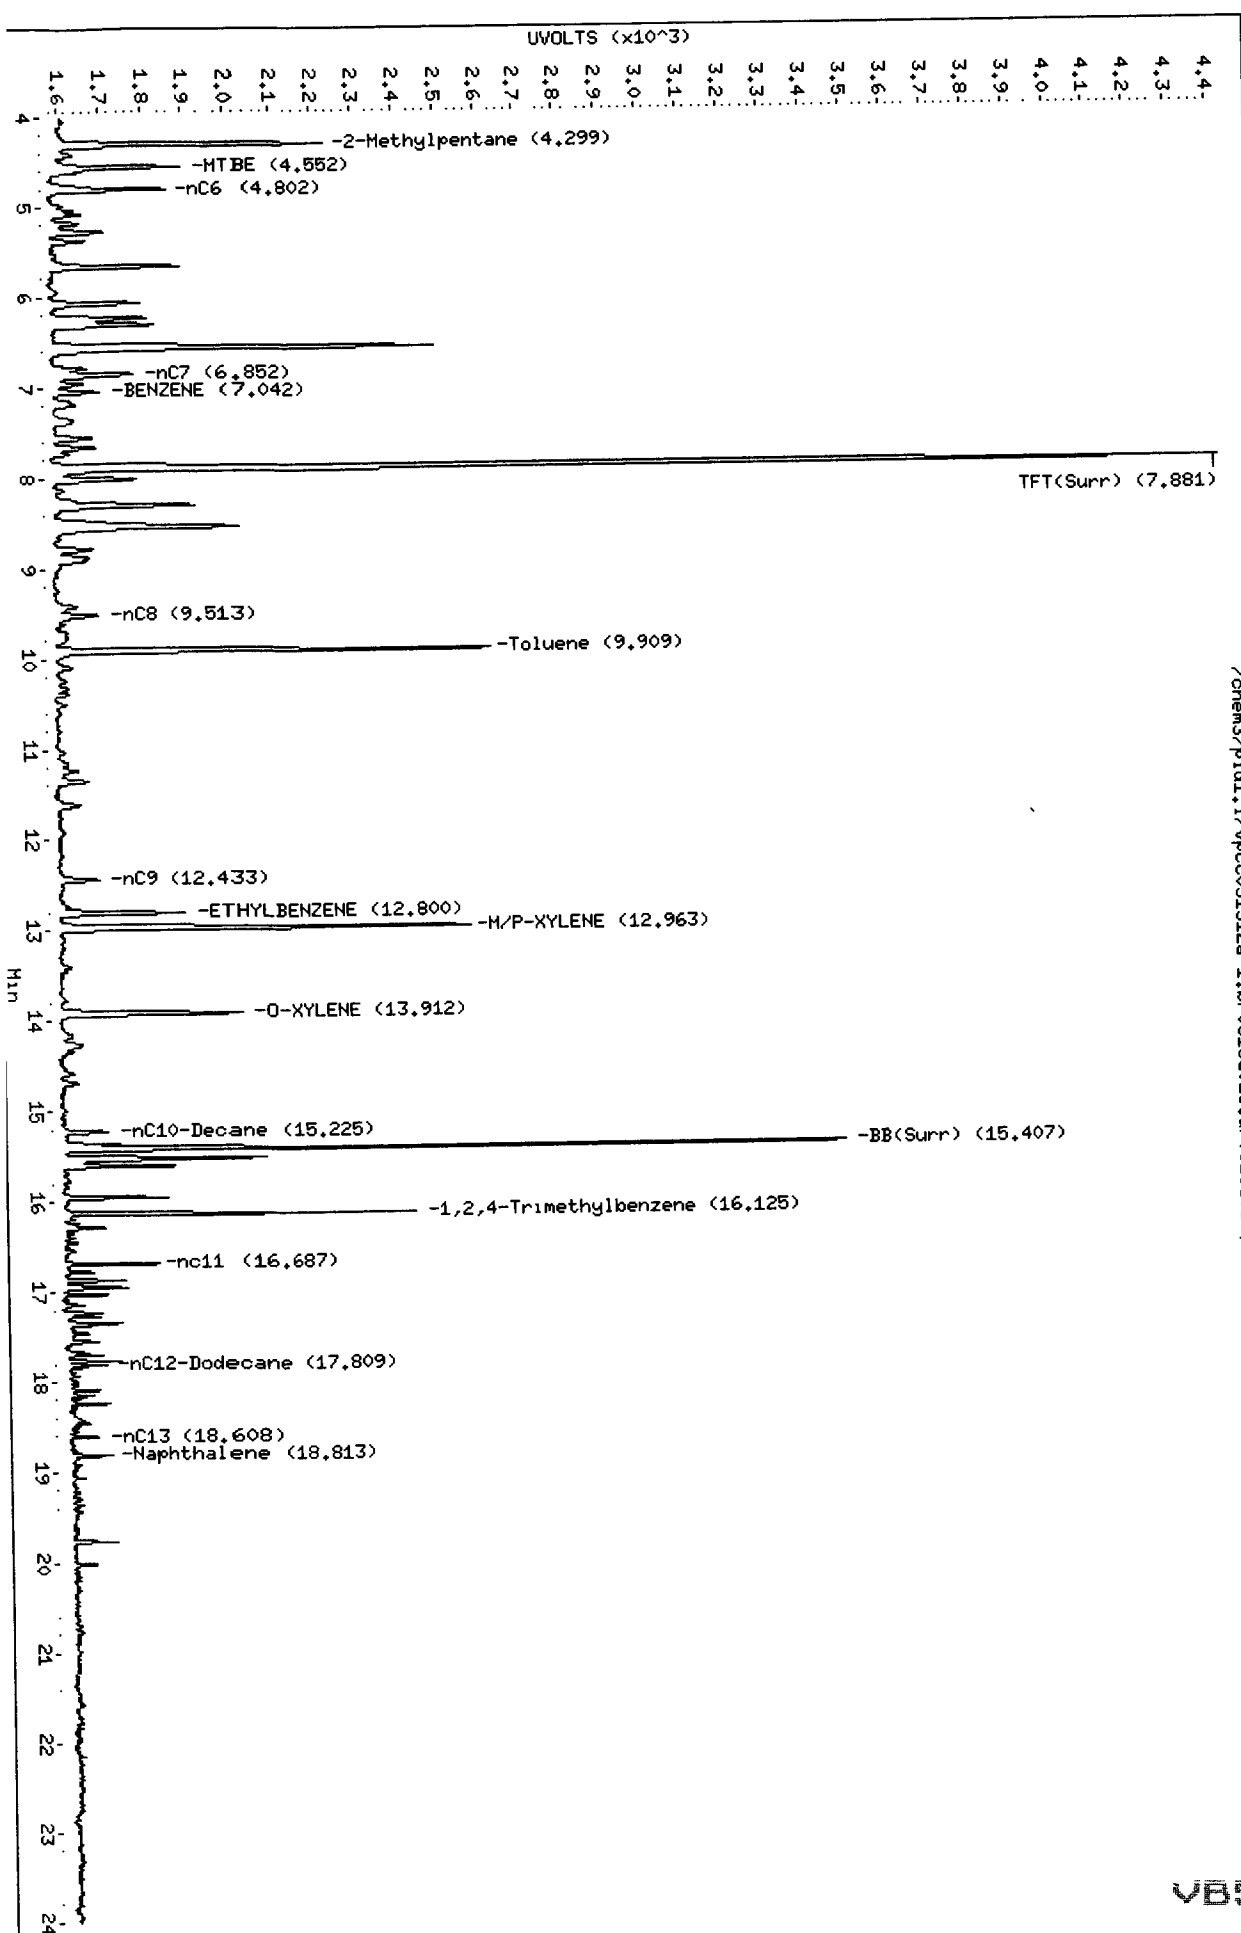 UVOLTS (x10^3)
1.6
1.7
1.8
1.9
2.0
2.1
2.2
2.3
2.4
2.5
2.6
2.7
2.8
2.9
3.0
3.1
3.2
3.3
3.4
3.5
3.6
3.7
3.8
3.9
4.0
4.1
4.2
4.3
4.4
-2-Methylpentane (4.299)
-MTBE (4.552)
-nC6 (4.802)
-nC7 (6.852)
-BENZENE (7.042)
TFT(Surr) (7.881)
-nC8 (9.513)
-Toluene (9.909)
-nC9 (12.433)
-ETHYLBENZENE (12.800)
-M/P-XYLENE (12.963)
-O-XYLENE (13.912)
-nC10-Decane (15.225)
-BB(Surr) (15.407)
-1,2,4-Trimethylbenzene (16.125)
-nc11 (16.687)
-nC12-Dodecane (17.809)
-nC13 (18.608)
-Naphthalene (18.813)
4
5
6
7
8
9
10
11
12
13
14
15
16
17
18
19
20
21
22
23
24
Min